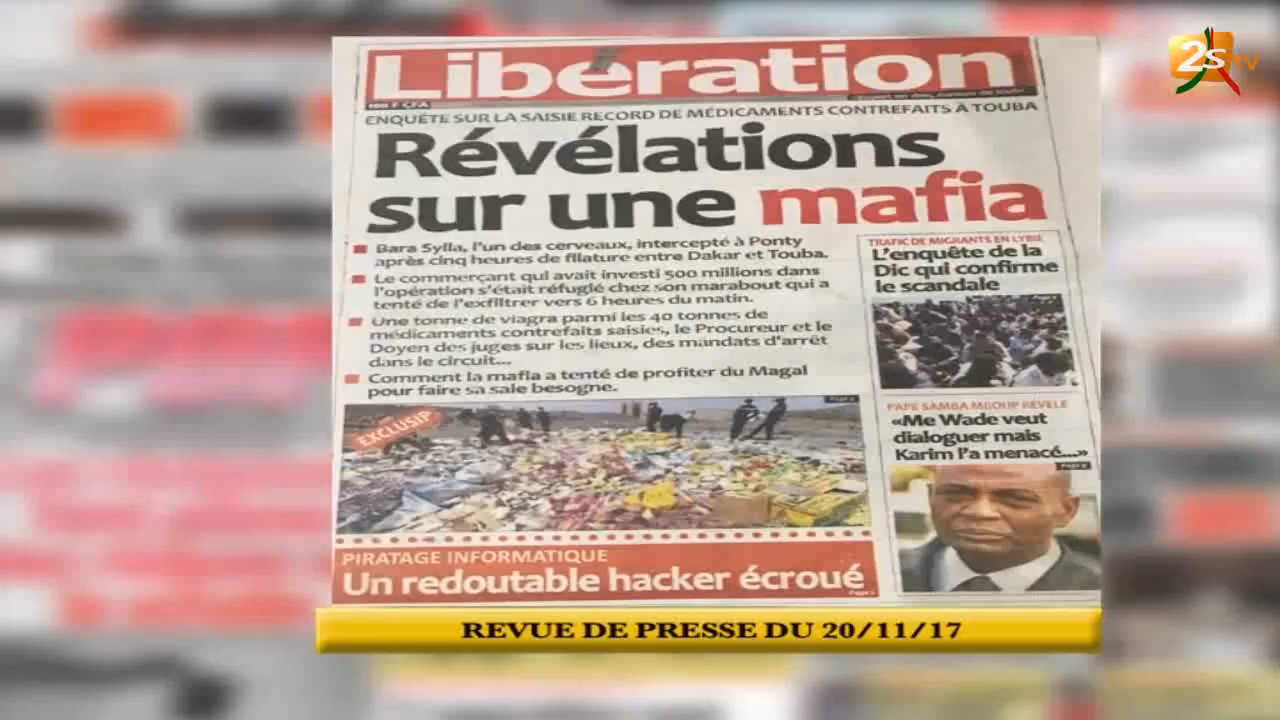 2S TV
Libération
100 F CFA
ENQUÊTE SUR LA SAISIE RECORD DE MÉDICAMENTS CONTREFAITS À TOUBA
Révélations
sur une mafia
Bara Sylla, l'un des cerveaux, intercepté à Ponty
après cinq heures de filature entre Dakar et Touba.
Le commerçant qui avait investi 500 millions dans
l'opération s'était réfugié chez son marabout qui a
tenté de l'exfiltrer vers 6 heures du matin.
Une tonne de viagra parmi les 40 tonnes de
médicaments contrefaits saisies, le Procureur et le
Doyen des juges sur les lieux, des mandats d'arrêt
dans le circuit...
Comment la mafia a tenté de profiter du Magal
pour faire sa sale besogne.
EXCLUSIF
TRAFIC DE MIGRANTS EN LYBIE
L'enquête de la
Dic qui confirme
le scandale
PAPE SAMBA MBOUP RÉVÈLE
«Me Wade veut
dialoguer mais
Karim l'a menacé...»
PIRATAGE INFORMATIQUE
Un redoutable hacker écroué
REVUE DE PRESSE DU 20/11/17